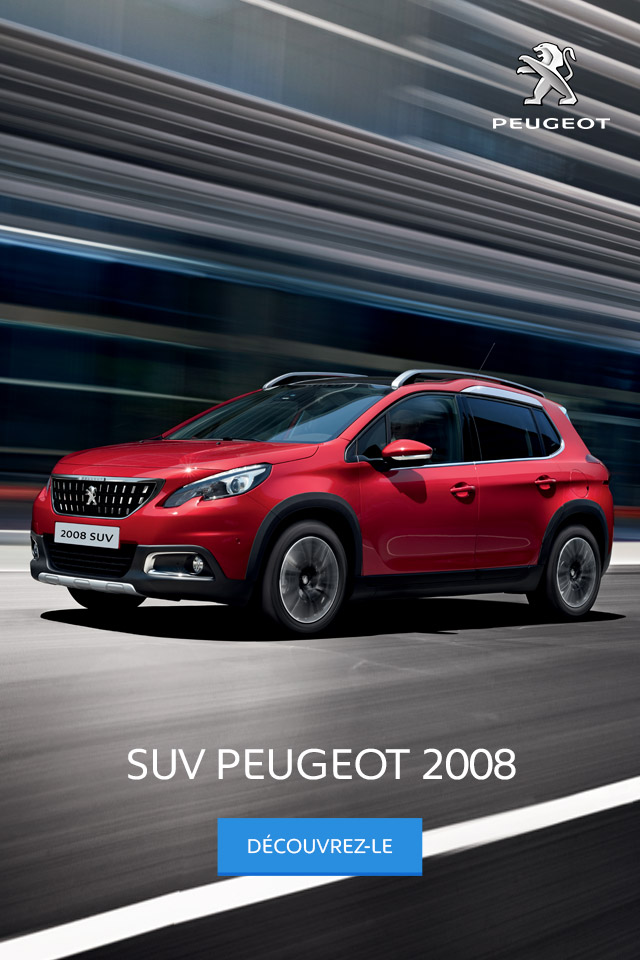 PEUGEOT
2008 SUV
SUV PEUGEOT 2008
DÉCOUVREZ-LE